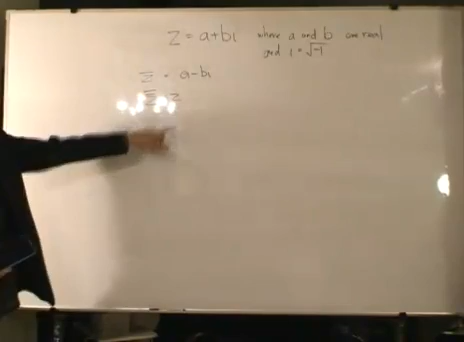 z = a+bi where a and b are real
and i = √-1
z̅ = a-bi
z̅ z